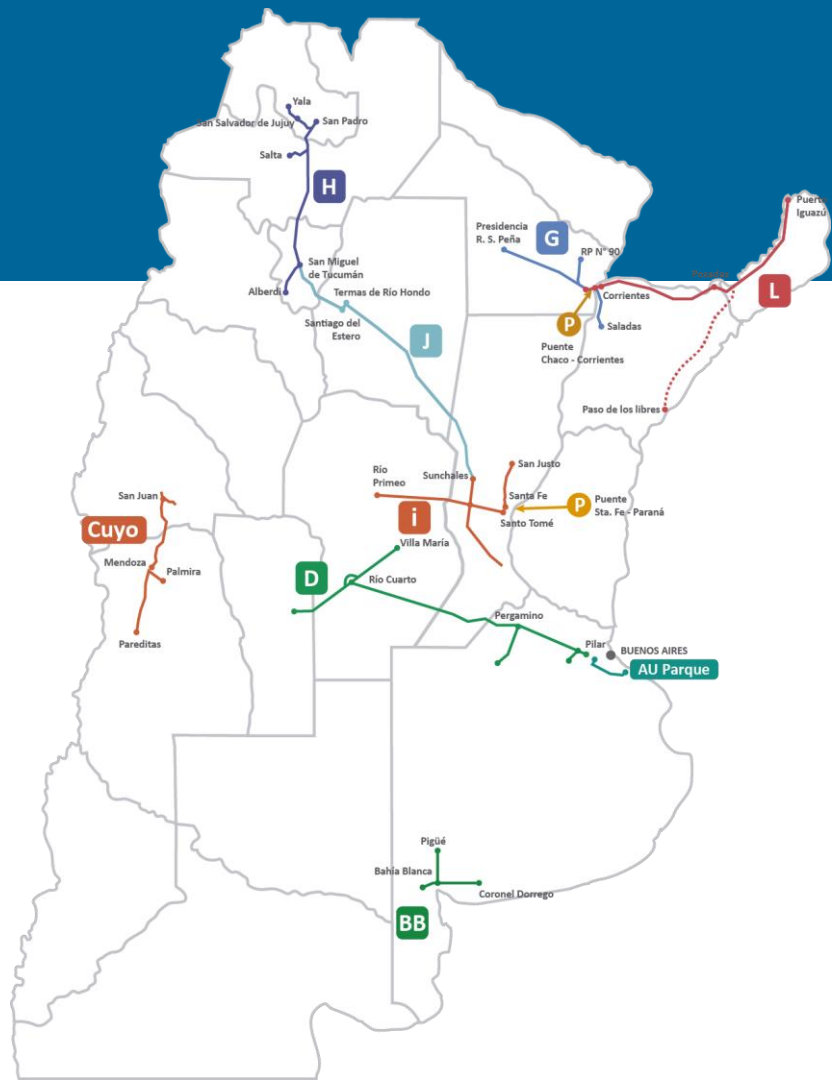 Yala
San Salvador de Jujuy
San Padro
Salta
H
Presidencia
R. S. Peña
G
RP N° 90
Puerto
Iguazú
San Miguel
de Tucumán
Alberdi
Termas de Río Hondo
Santiago del
Estero
J
Corrientes
L
P
Saladas
Puente
Chaco - Corrientes
Paso de los libres
Río
Primeo
Sunchales
San Justo
San Juan
Santa Fe
Santo Tomé
P
Puente
Sta. Fe - Paraná
i
Cuyo
Villa María
Mendoza
Palmira
D
Río Cuarto
Pareditas
Pergamino
Pilar
BUENOS AIRES
AU Parque
Pigüé
Bahía Blanca
Coronel Dorrego
BB